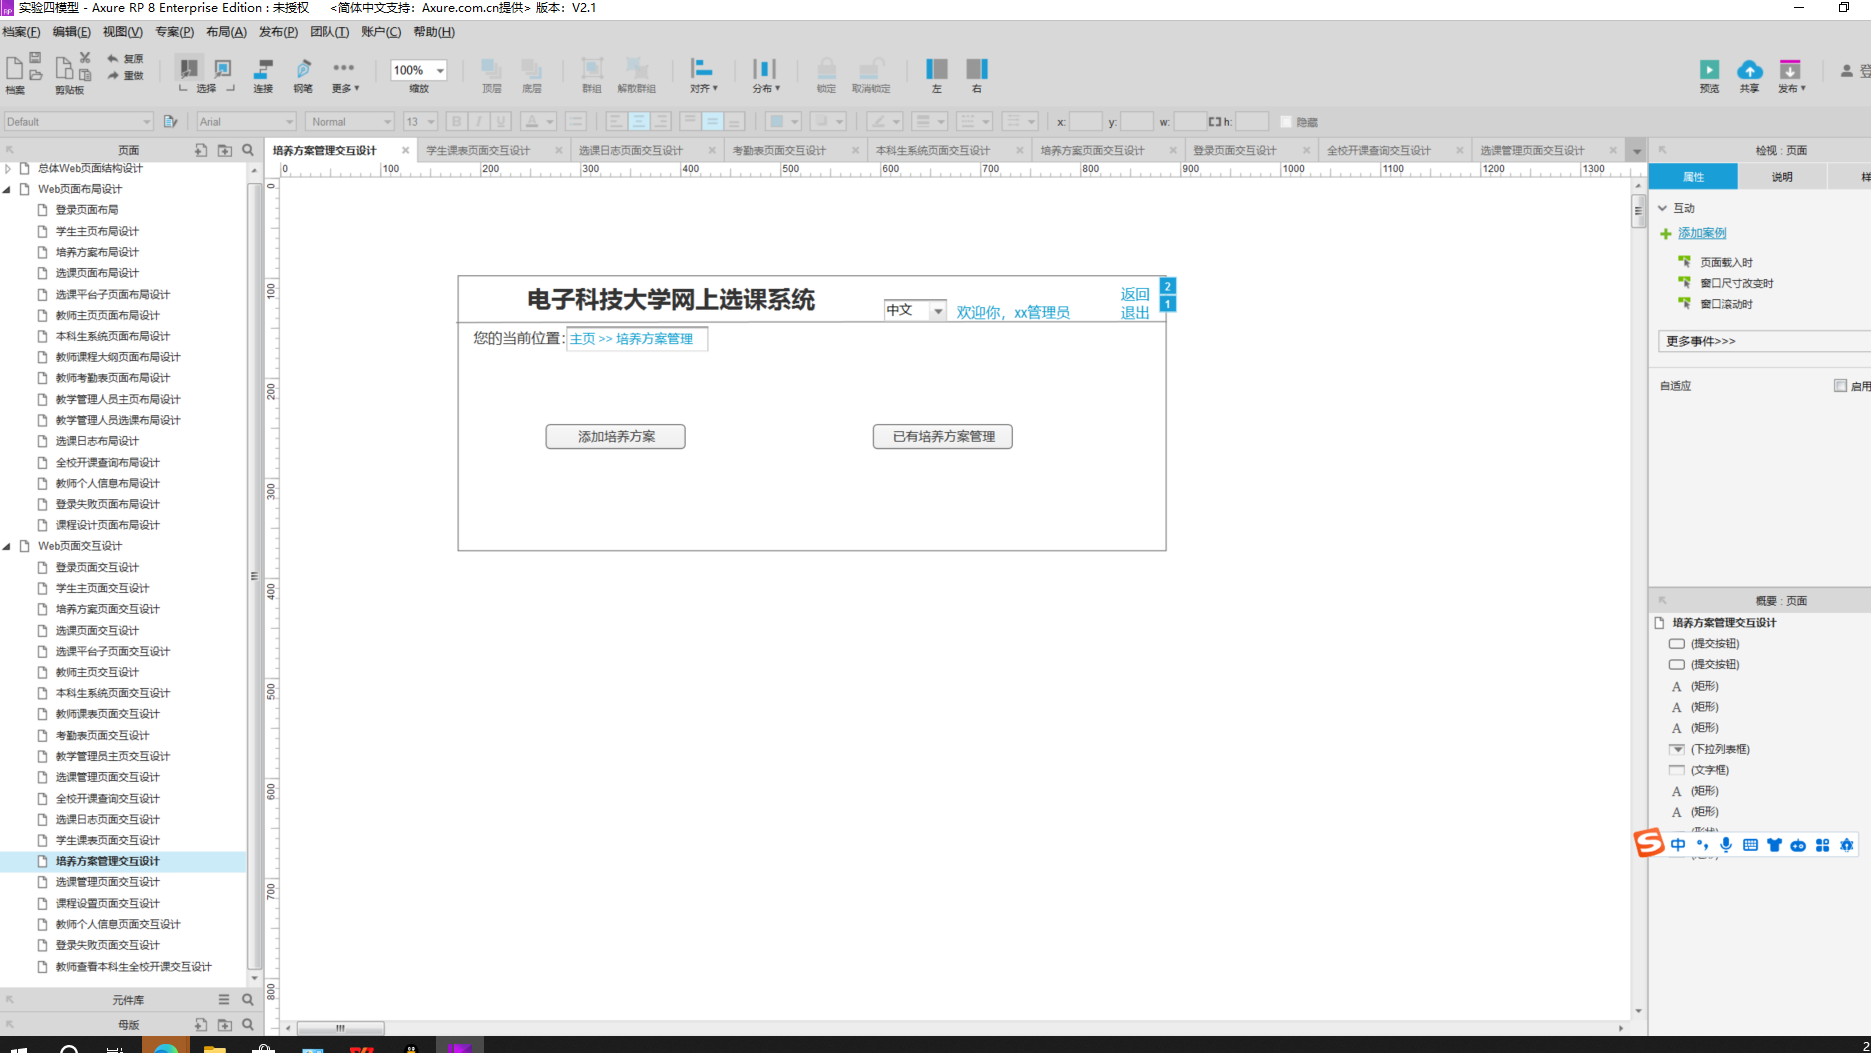 实验四模型 - Axure RP 8 Enterprise Edition : 未授权 <简体中文支持：Axure.com.cn提供> 版本：V2.1
档案(F) 编辑(E) 视图(V) 专案(P) 布局(A) 发布(P) 团队(T) 账户(C) 帮助(H)
复原
重做
100%
档案 剪贴板 选择 连接 钢笔 更多▼ 缩放 顶层 底层 群组 解散群组 对齐▼ 分布▼ 锁定 取消锁定 左 右 预览 共享 发布▼ 登
Default Arial Normal 13 B I U A x: y: w: h: 隐藏
页面
总体Web页面结构设计
Web页面布局设计
登录页面布局
学生主页布局设计
培养方案布局设计
选课页面布局设计
选课平台子页面布局设计
教师主页页面布局设计
本科生系统页面布局设计
教师课程大纲页面布局设计
教师考勤表页面布局设计
教学管理人员主页布局设计
教学管理人员选课布局设计
选课日志布局设计
全校开课查询布局设计
教师个人信息布局设计
登录失败页面布局设计
课程设计页面布局设计
Web页面交互设计
登录页面交互设计
学生主页面交互设计
培养方案页面交互设计
选课页面交互设计
选课平台子页面交互设计
教师主页交互设计
本科生系统页面交互设计
教师课表页面交互设计
考勤表页面交互设计
教学管理员主页交互设计
选课管理页面交互设计
全校开课查询交互设计
选课日志页面交互设计
学生课表页面交互设计
培养方案管理交互设计
选课管理页面交互设计
课程设置页面交互设计
教师个人信息页面交互设计
登录失败页面交互设计
教师查看本科生全校开课交互设计
元件库
母版
培养方案管理交互设计 学生课表页面交互设计 选课日志页面交互设计 考勤表页面交互设计 本科生系统页面交互设计 培养方案页面交互设计 登录页面交互设计 全校开课查询交互设计 选课管理页面交互设计
0 100 200 300 400 500 600 700 800 900 1000 1100 1200 1300
0
100
200
300
400
500
600
700
800
电子科技大学网上选课系统
中文
欢迎你，xx管理员
返回
退出
2
1
您的当前位置：
主页 >> 培养方案管理
添加培养方案
已有培养方案管理
检视 : 页面
属性 说明 样
互动
添加案例
页面载入时
窗口尺寸改变时
窗口滚动时
更多事件>>>
自适应 启用
概要 : 页面
培养方案管理交互设计
(提交按钮)
(提交按钮)
A (矩形)
A (矩形)
A (矩形)
(下拉列表框)
(文字框)
A (矩形)
A (矩形)
S 中
2